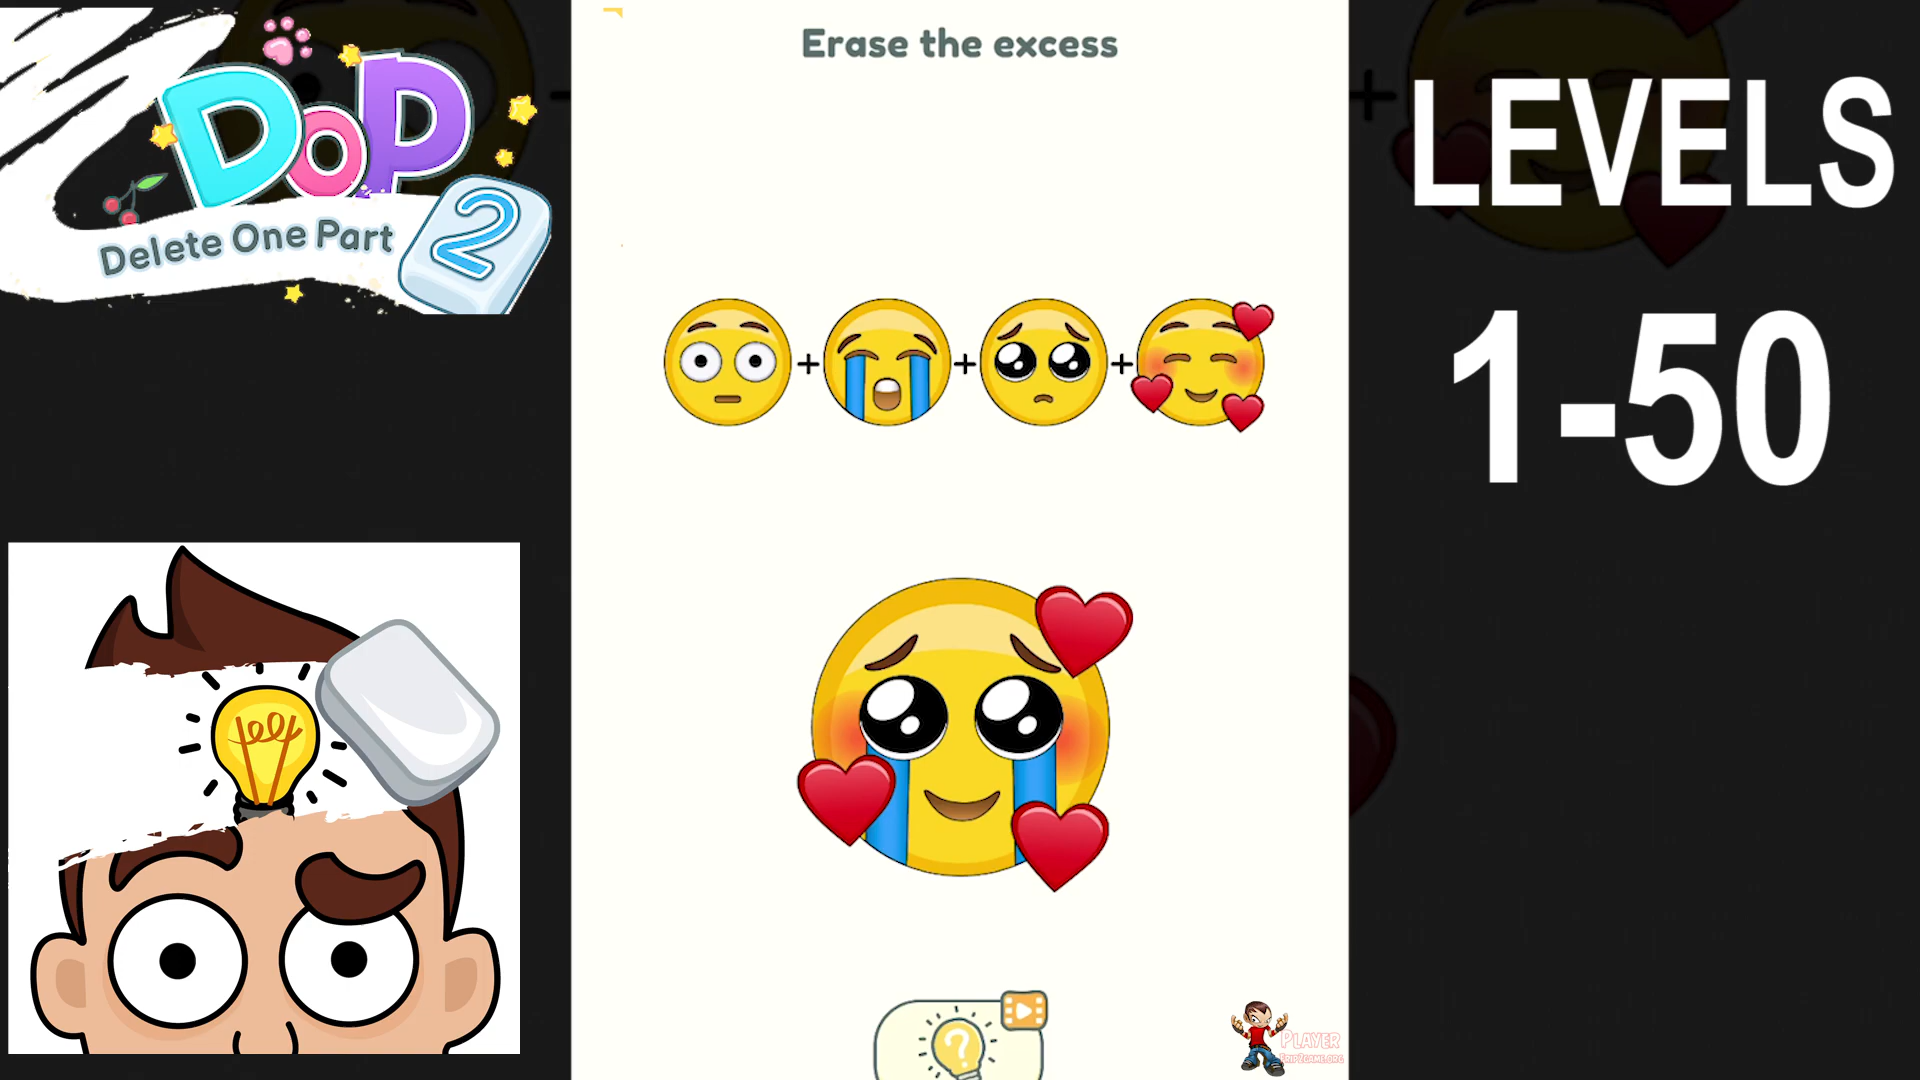 DOP
Delete One Part
2
Erase the excess
+ + +
LEVELS
1-50
?
PLAYER